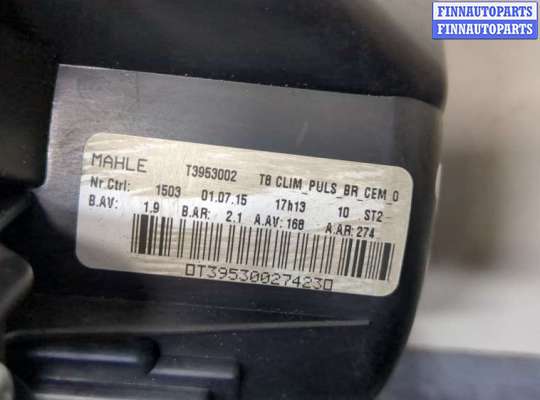 FINNAUTOPARTS
FINNAUTOPARTS
MAHLE T3953002 T8 CLIM_PULS_BR_CEM_0
Nr Ctrl: 1503 01.07.15 17h13 10 ST2
B.AV: 1,9 B.AR: 2.1 A.AV: 168 A.AR: 274
T39530027423